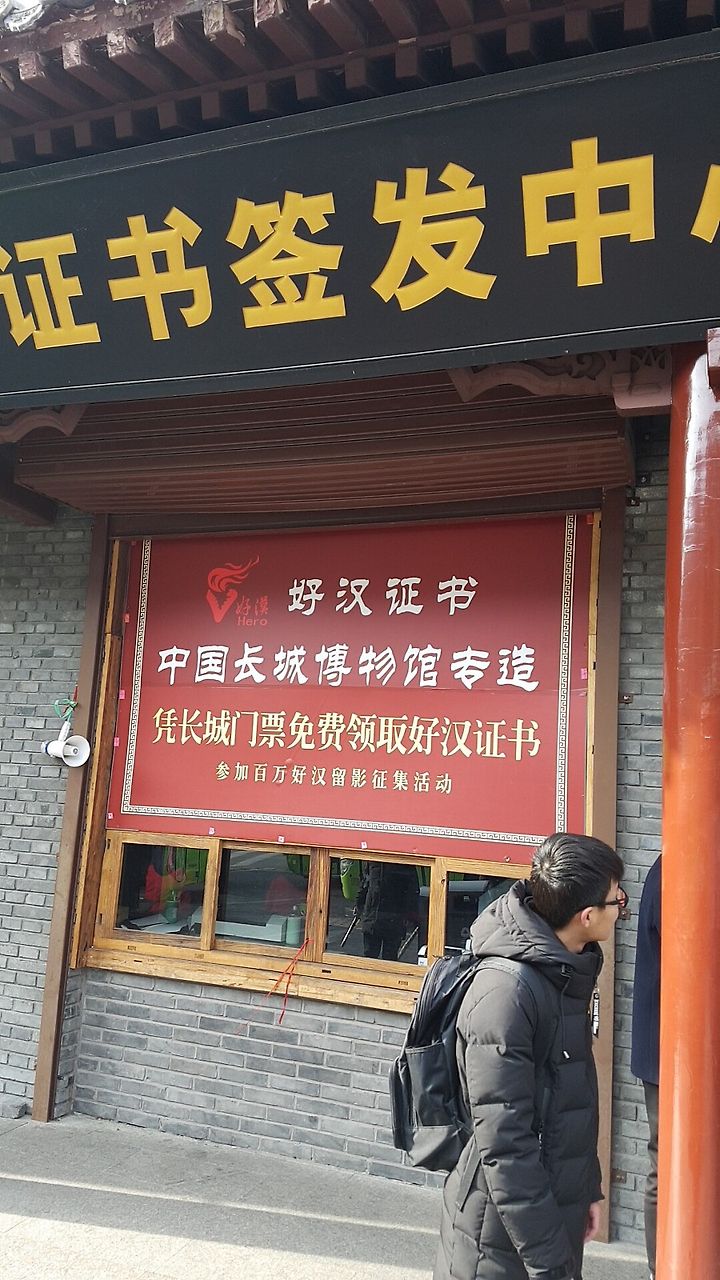 证书签发中心
好汉
Hero
好汉证书
中国长城博物馆专造
凭长城门票免费领取好汉证书
参加百万好汉留影征集活动